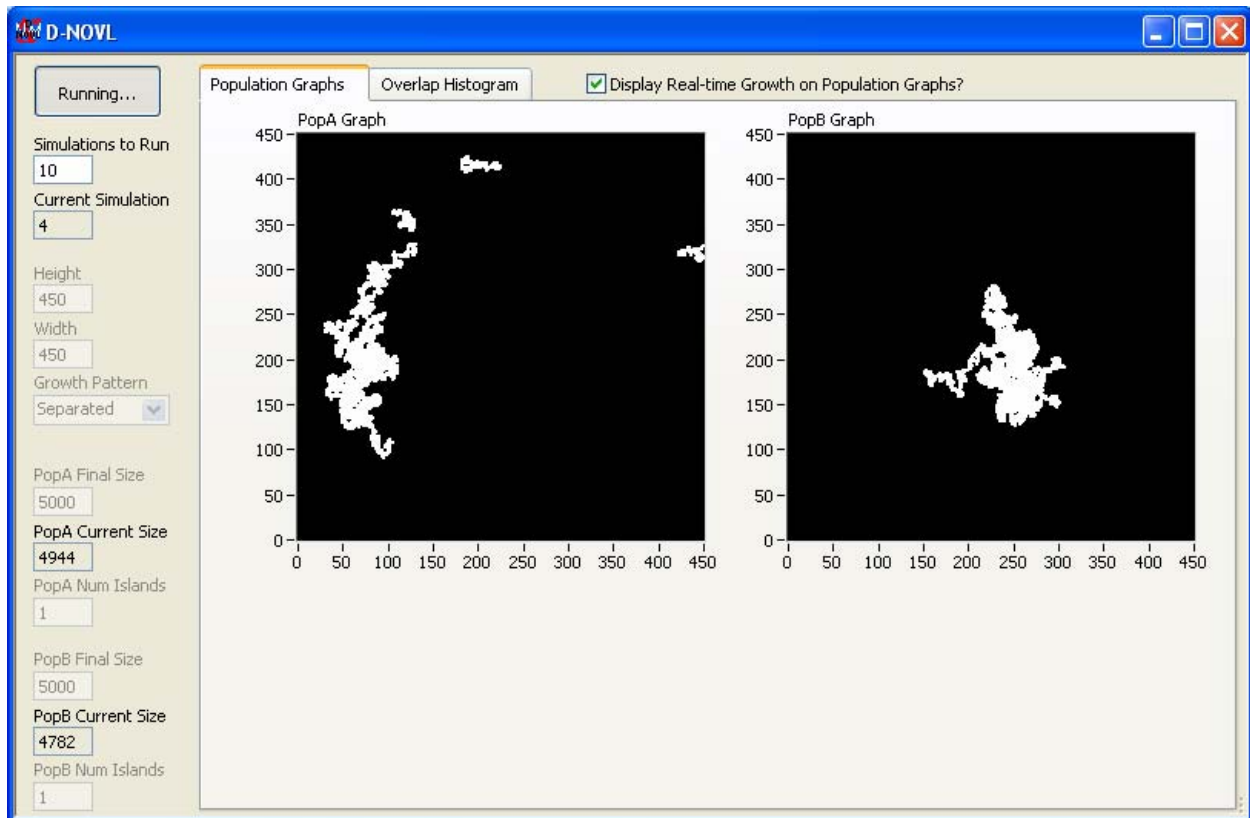 D-NOVL
Running...
Simulations to Run
10
Current Simulation
4
Height
450
Width
450
Growth Pattern
Separated
PopA Final Size
5000
PopA Current Size
4944
PopA Num Islands
1
PopB Final Size
5000
PopB Current Size
4782
PopB Num Islands
1
Population Graphs
Overlap Histogram
Display Real-time Growth on Population Graphs?
PopA Graph
450
400
350
300
250
200
150
100
50
0
0 50 100 150 200 250 300 350 400 450
PopB Graph
450
400
350
300
250
200
150
100
50
0
0 50 100 150 200 250 300 350 400 450